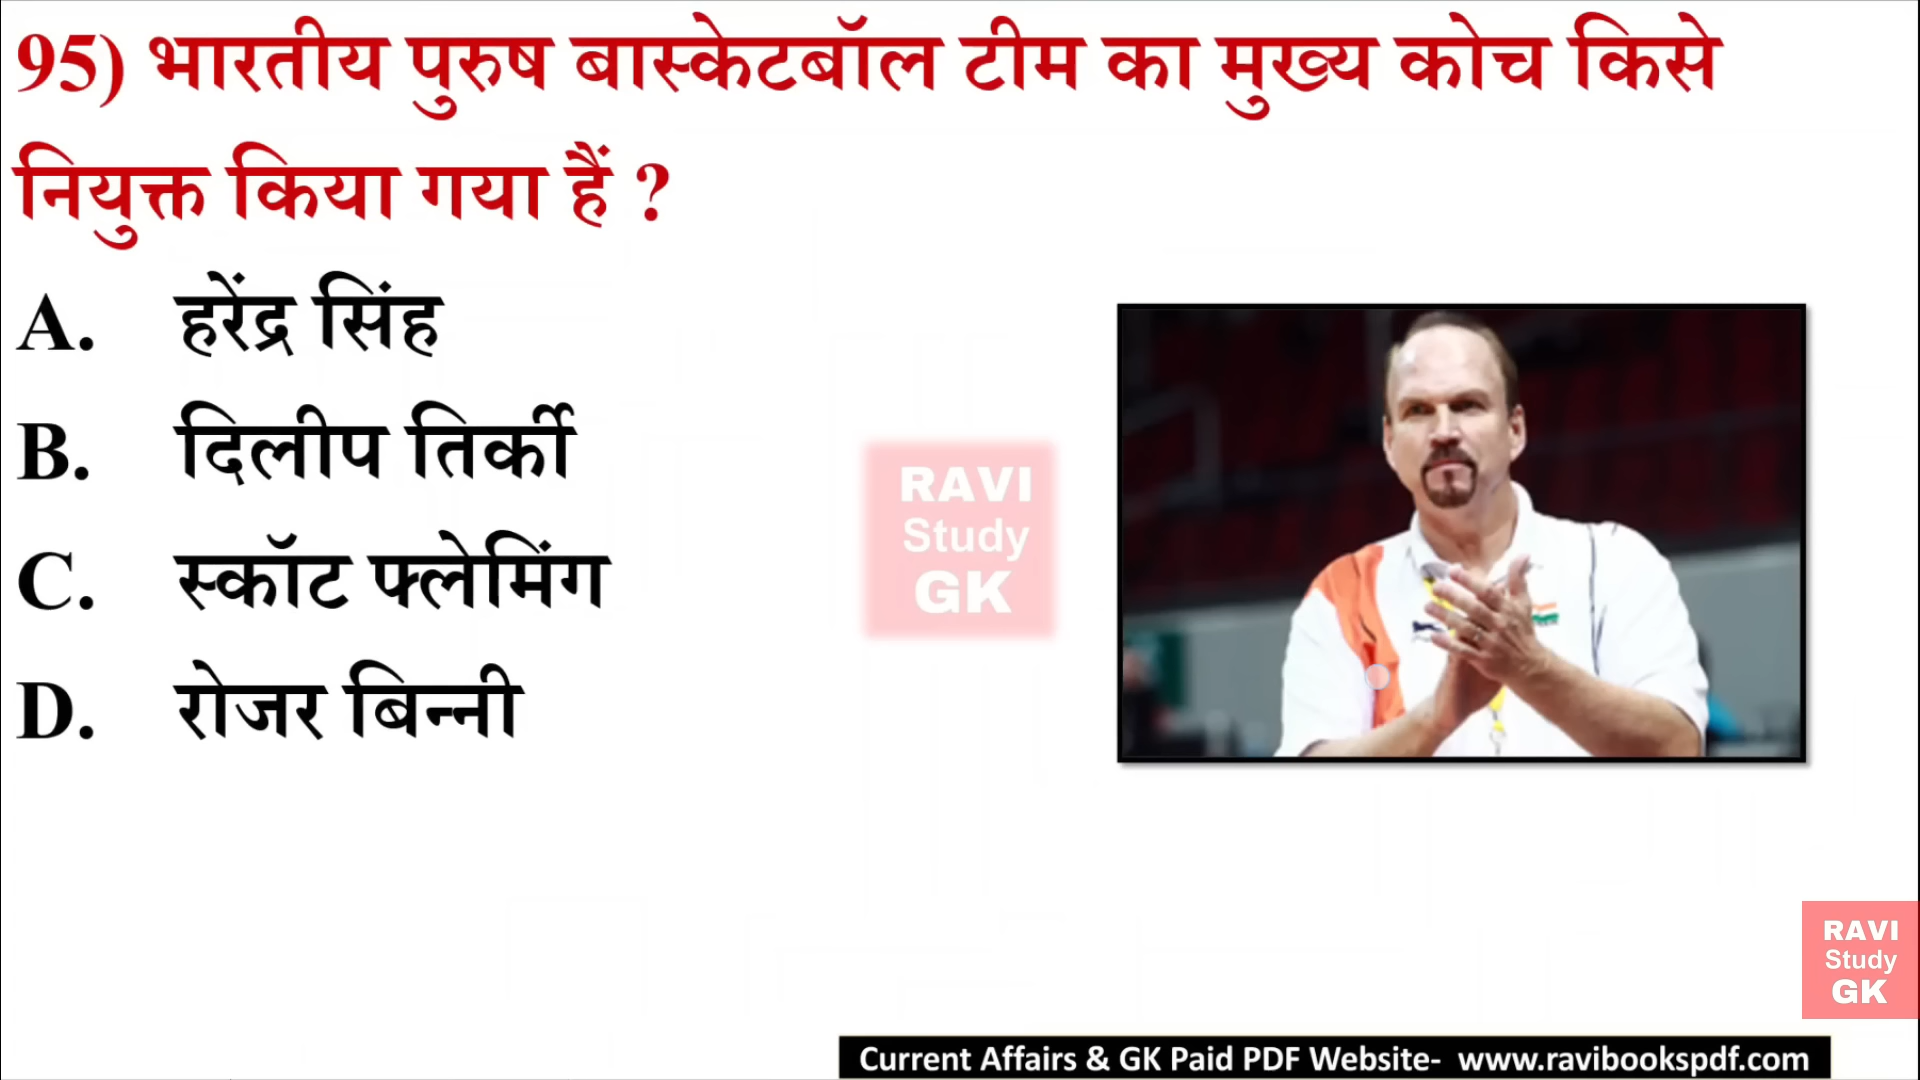 95) भारतीय पुरुष बास्केटबॉल टीम का मुख्य कोच किसे
नियुक्त किया गया हैं ?
A. हरेंद्र सिंह
B. दिलीप तिर्की
C. स्कॉट फ्लेमिंग
D. रोजर बिन्नी
RAVI
Study
GK
RAVI
Study
GK
Current Affairs & GK Paid PDF Website- www.ravibookspdf.com